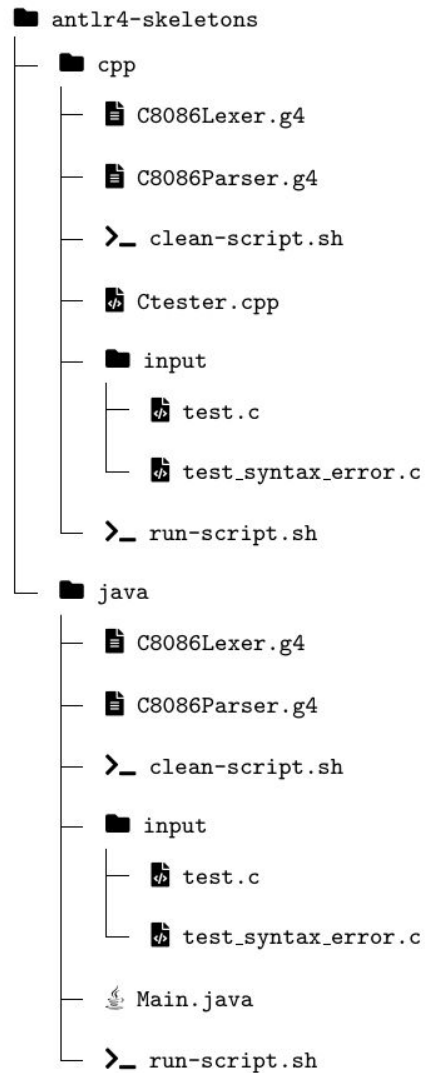 antlr4-skeletons
cpp
C8086Lexer.g4
C8086Parser.g4
clean-script.sh
Ctester.cpp
input
test.c
test_syntax_error.c
run-script.sh
java
C8086Lexer.g4
C8086Parser.g4
clean-script.sh
input
test.c
test_syntax_error.c
Main.java
run-script.sh